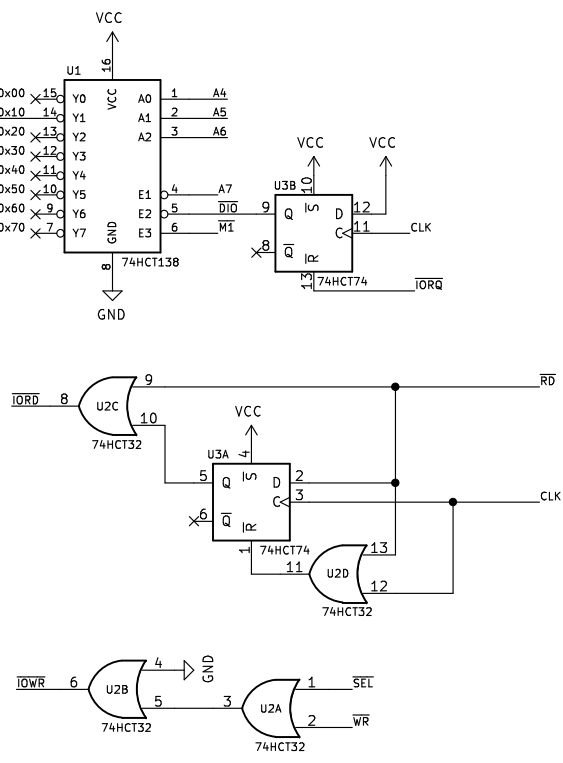 VCC
16
U1
0x00 15 Y0 VCC A0 1 A4
0x10 14 Y1 A1 2 A5
0x20 13 Y2 A2 3 A6
0x30 12 Y3
0x40 11 Y4
0x50 10 Y5 E1 4 A7
0x60 9 Y6 E2 5 DIO
0x70 7 Y7 GND E3 6 M1
8 74HCT138
GND
VCC VCC
U3B 10
9 Q S D 12
C 11 CLK
8 Q R
13 74HCT74 IORQ
IORD 8 U2C 9 RD
10
74HCT32
VCC
U3A 4
5 Q S D 2
C 3 CLK
6 Q R
1 74HCT74
11 U2D 13
12
74HCT32
IOWR 6 U2B 4 GND
5
74HCT32
3 U2A 1 SEL
2 WR
74HCT32